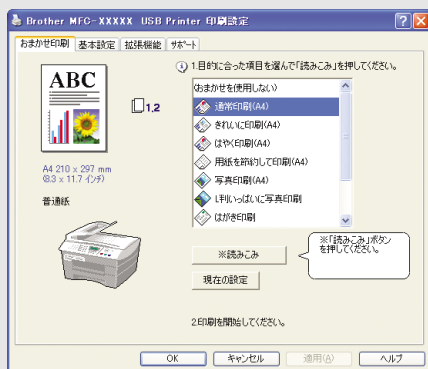 Brother MFC-XXXXX USB Printer 印刷設定
おまかせ印刷 基本設定 拡張機能 サポート
ABC
1,2
A4 210 x 297 mm
(8.3 x 11.7 インチ)
普通紙
1.目的に合った項目を選んで「読みこみ」を押してください。
(おまかせを使用しない)
通常印刷(A4)
きれいに印刷(A4)
はやく印刷(A4)
用紙を節約して印刷(A4)
写真印刷(A4)
L判いっぱいに写真印刷
はがき印刷
※読みこみ
※「読みこみ」ボタン
を押してください。
現在の設定
2.印刷を開始してください。
OK キャンセル 適用(A) ヘルプ